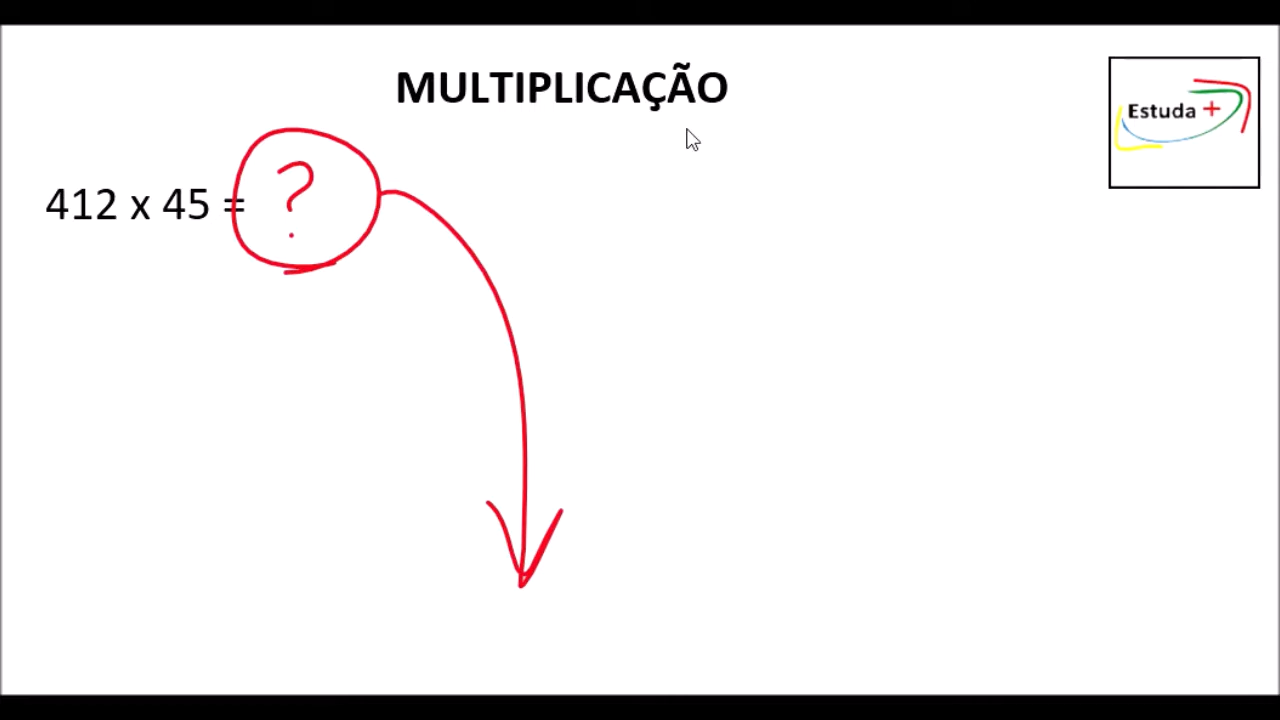 MULTIPLICAÇÃO
Estuda +
412 x 45 = ?